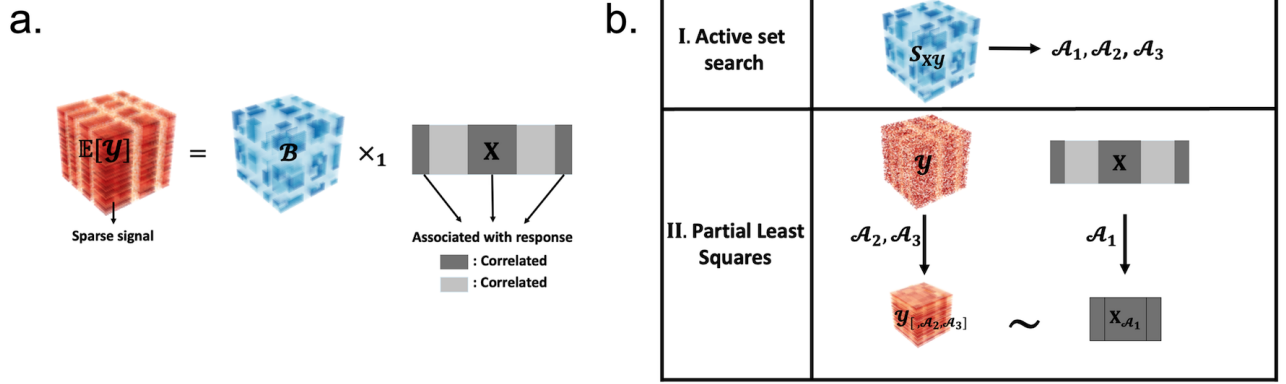 a.
𝔼[𝓨]
=
𝓑
×₁
X
Sparse signal
Associated with response
: Correlated
: Correlated
b.
I. Active set
search
S_X𝓨
𝓐₁, 𝓐₂, 𝓐₃
II. Partial Least
Squares
𝓨
X
𝓐₂, 𝓐₃
𝓐₁
𝓨[,𝓐₂,𝓐₃]
~
X_𝓐₁